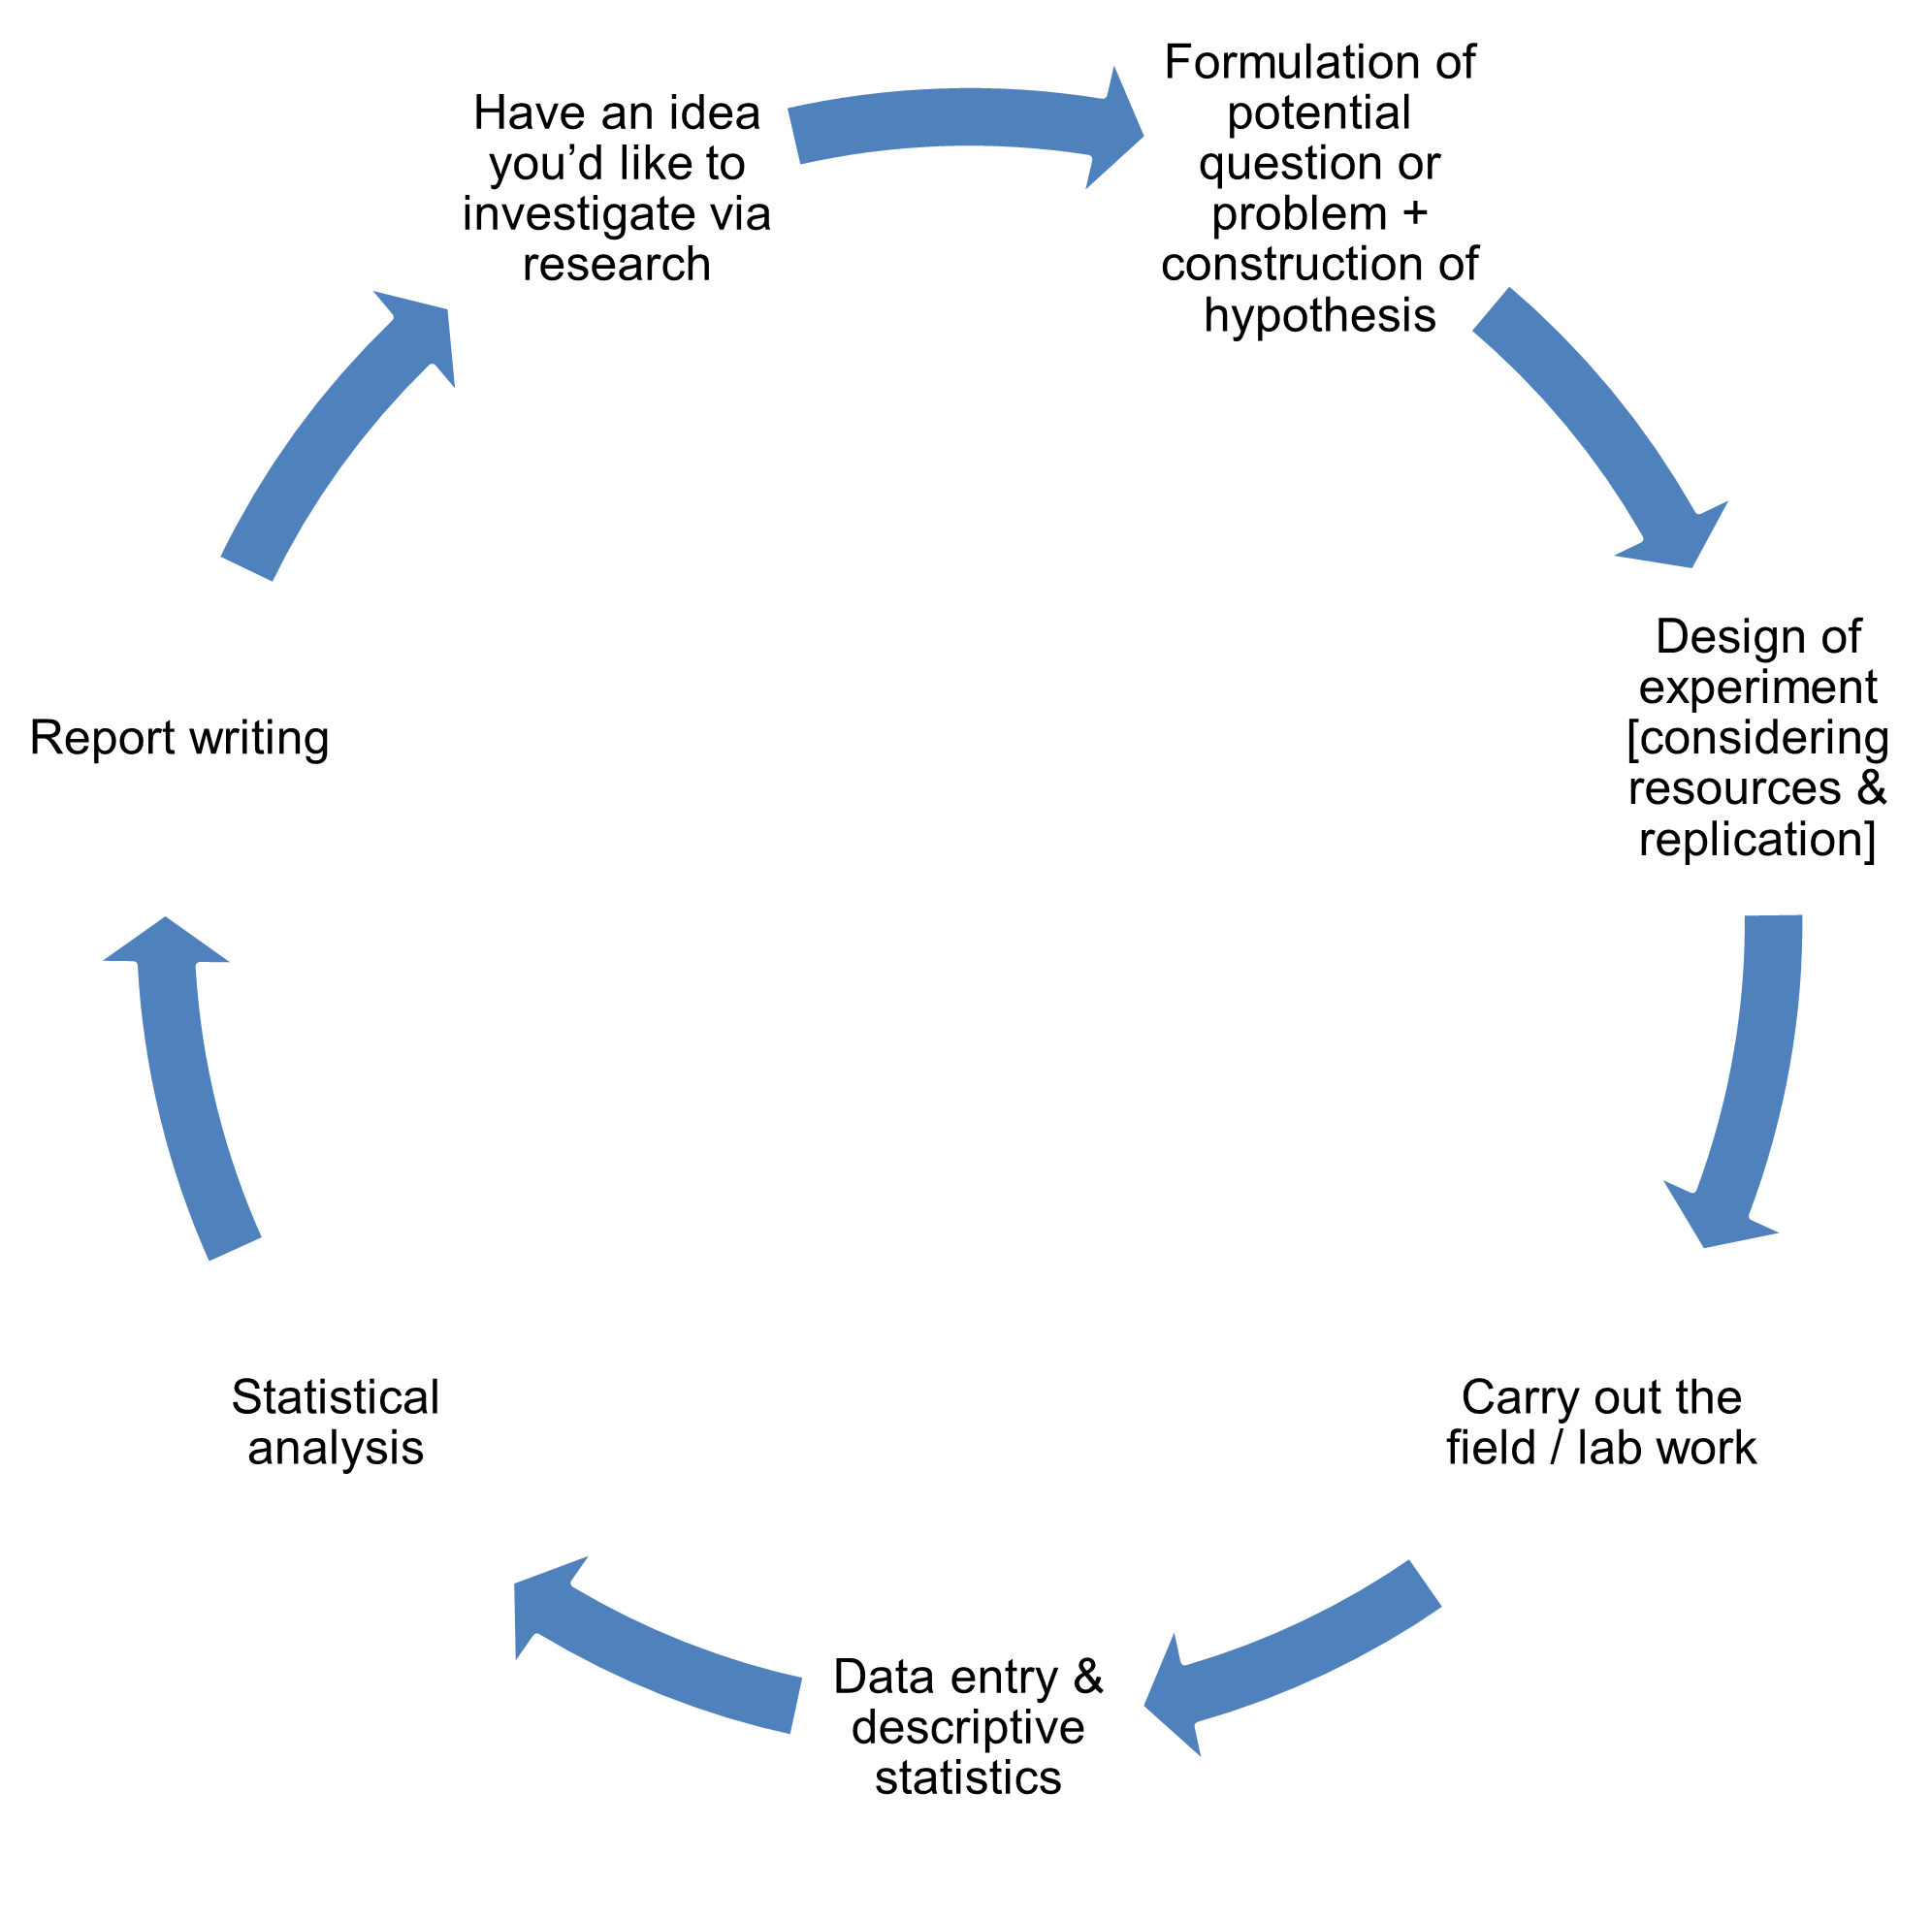 Have an idea
you’d like to
investigate via
research
Formulation of
potential
question or
problem +
construction of
hypothesis
Design of
experiment
[considering
resources &
replication]
Carry out the
field / lab work
Data entry &
descriptive
statistics
Statistical
analysis
Report writing